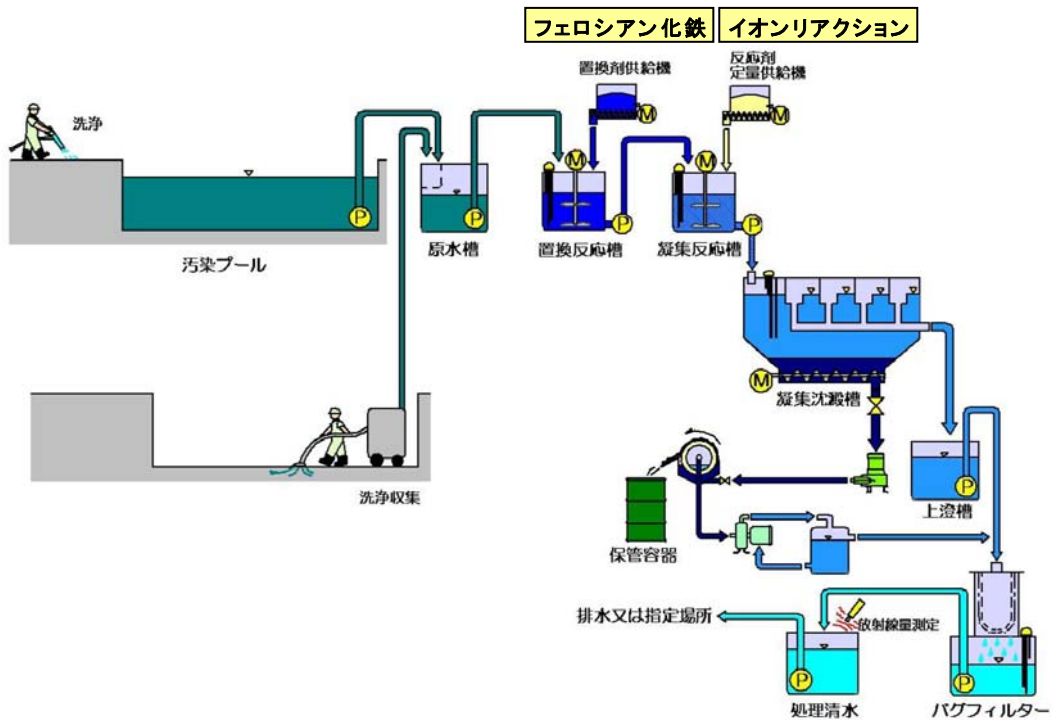 フェロシアン化鉄
イオンリアクション
置換剤供給機
反応剤
定量供給機
M
M
洗浄
M
M
P
P
P
P
汚染プール
原水槽
置換反応槽
凝集反応槽
M
凝集沈澱槽
P
上澄槽
洗浄収集
保管容器
排水又は指定場所
放射線量測定
P
P
処理清水
バグフィルター